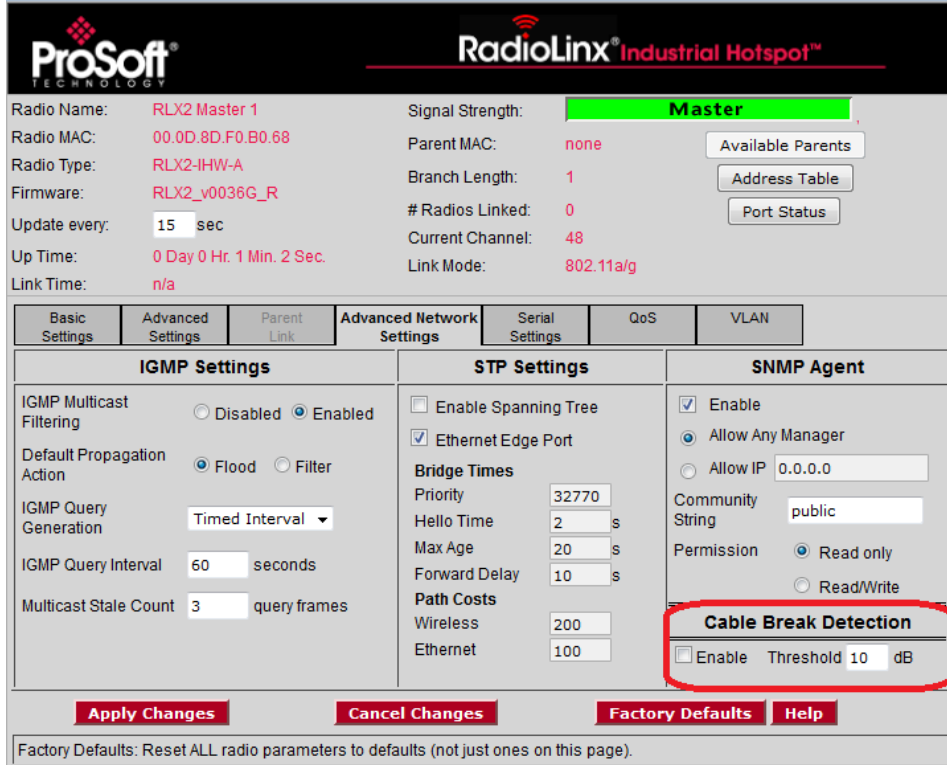 ProSoft®
TECHNOLOGY
RadioLinx® Industrial Hotspot™
Radio Name: RLX2 Master 1
Radio MAC: 00.0D.8D.F0.B0.68
Radio Type: RLX2-IHW-A
Firmware: RLX2_v0036G_R
Update every: 15 sec
Up Time: 0 Day 0 Hr. 1 Min. 2 Sec.
Link Time: n/a
Signal Strength: Master ,
Parent MAC: none
Branch Length: 1
# Radios Linked: 0
Current Channel: 48
Link Mode: 802.11a/g
Available Parents
Address Table
Port Status
Basic Settings
Advanced Settings
Parent Link
Advanced Network Settings
Serial Settings
QoS
VLAN
IGMP Settings
IGMP Multicast Filtering Disabled Enabled
Default Propagation Action Flood Filter
IGMP Query Generation Timed Interval
IGMP Query Interval 60 seconds
Multicast Stale Count 3 query frames
STP Settings
Enable Spanning Tree
Ethernet Edge Port
Bridge Times
Priority 32770
Hello Time 2 s
Max Age 20 s
Forward Delay 10 s
Path Costs
Wireless 200
Ethernet 100
SNMP Agent
Enable
Allow Any Manager
Allow IP 0.0.0.0
Community String public
Permission Read only
Read/Write
Cable Break Detection
Enable Threshold 10 dB
Apply Changes Cancel Changes Factory Defaults Help
Factory Defaults: Reset ALL radio parameters to defaults (not just ones on this page).